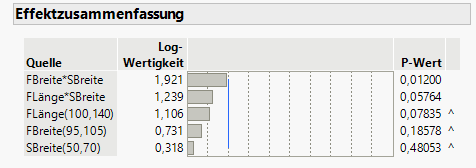 Effektzusammenfassung
Log-
Quelle Wertigkeit P-Wert
FBreite*SBreite 1,921 0,01200
FLänge*SBreite 1,239 0,05764
FLänge(100,140) 1,106 0,07835 ^
FBreite(95,105) 0,731 0,18578 ^
SBreite(50,70) 0,318 0,48053 ^